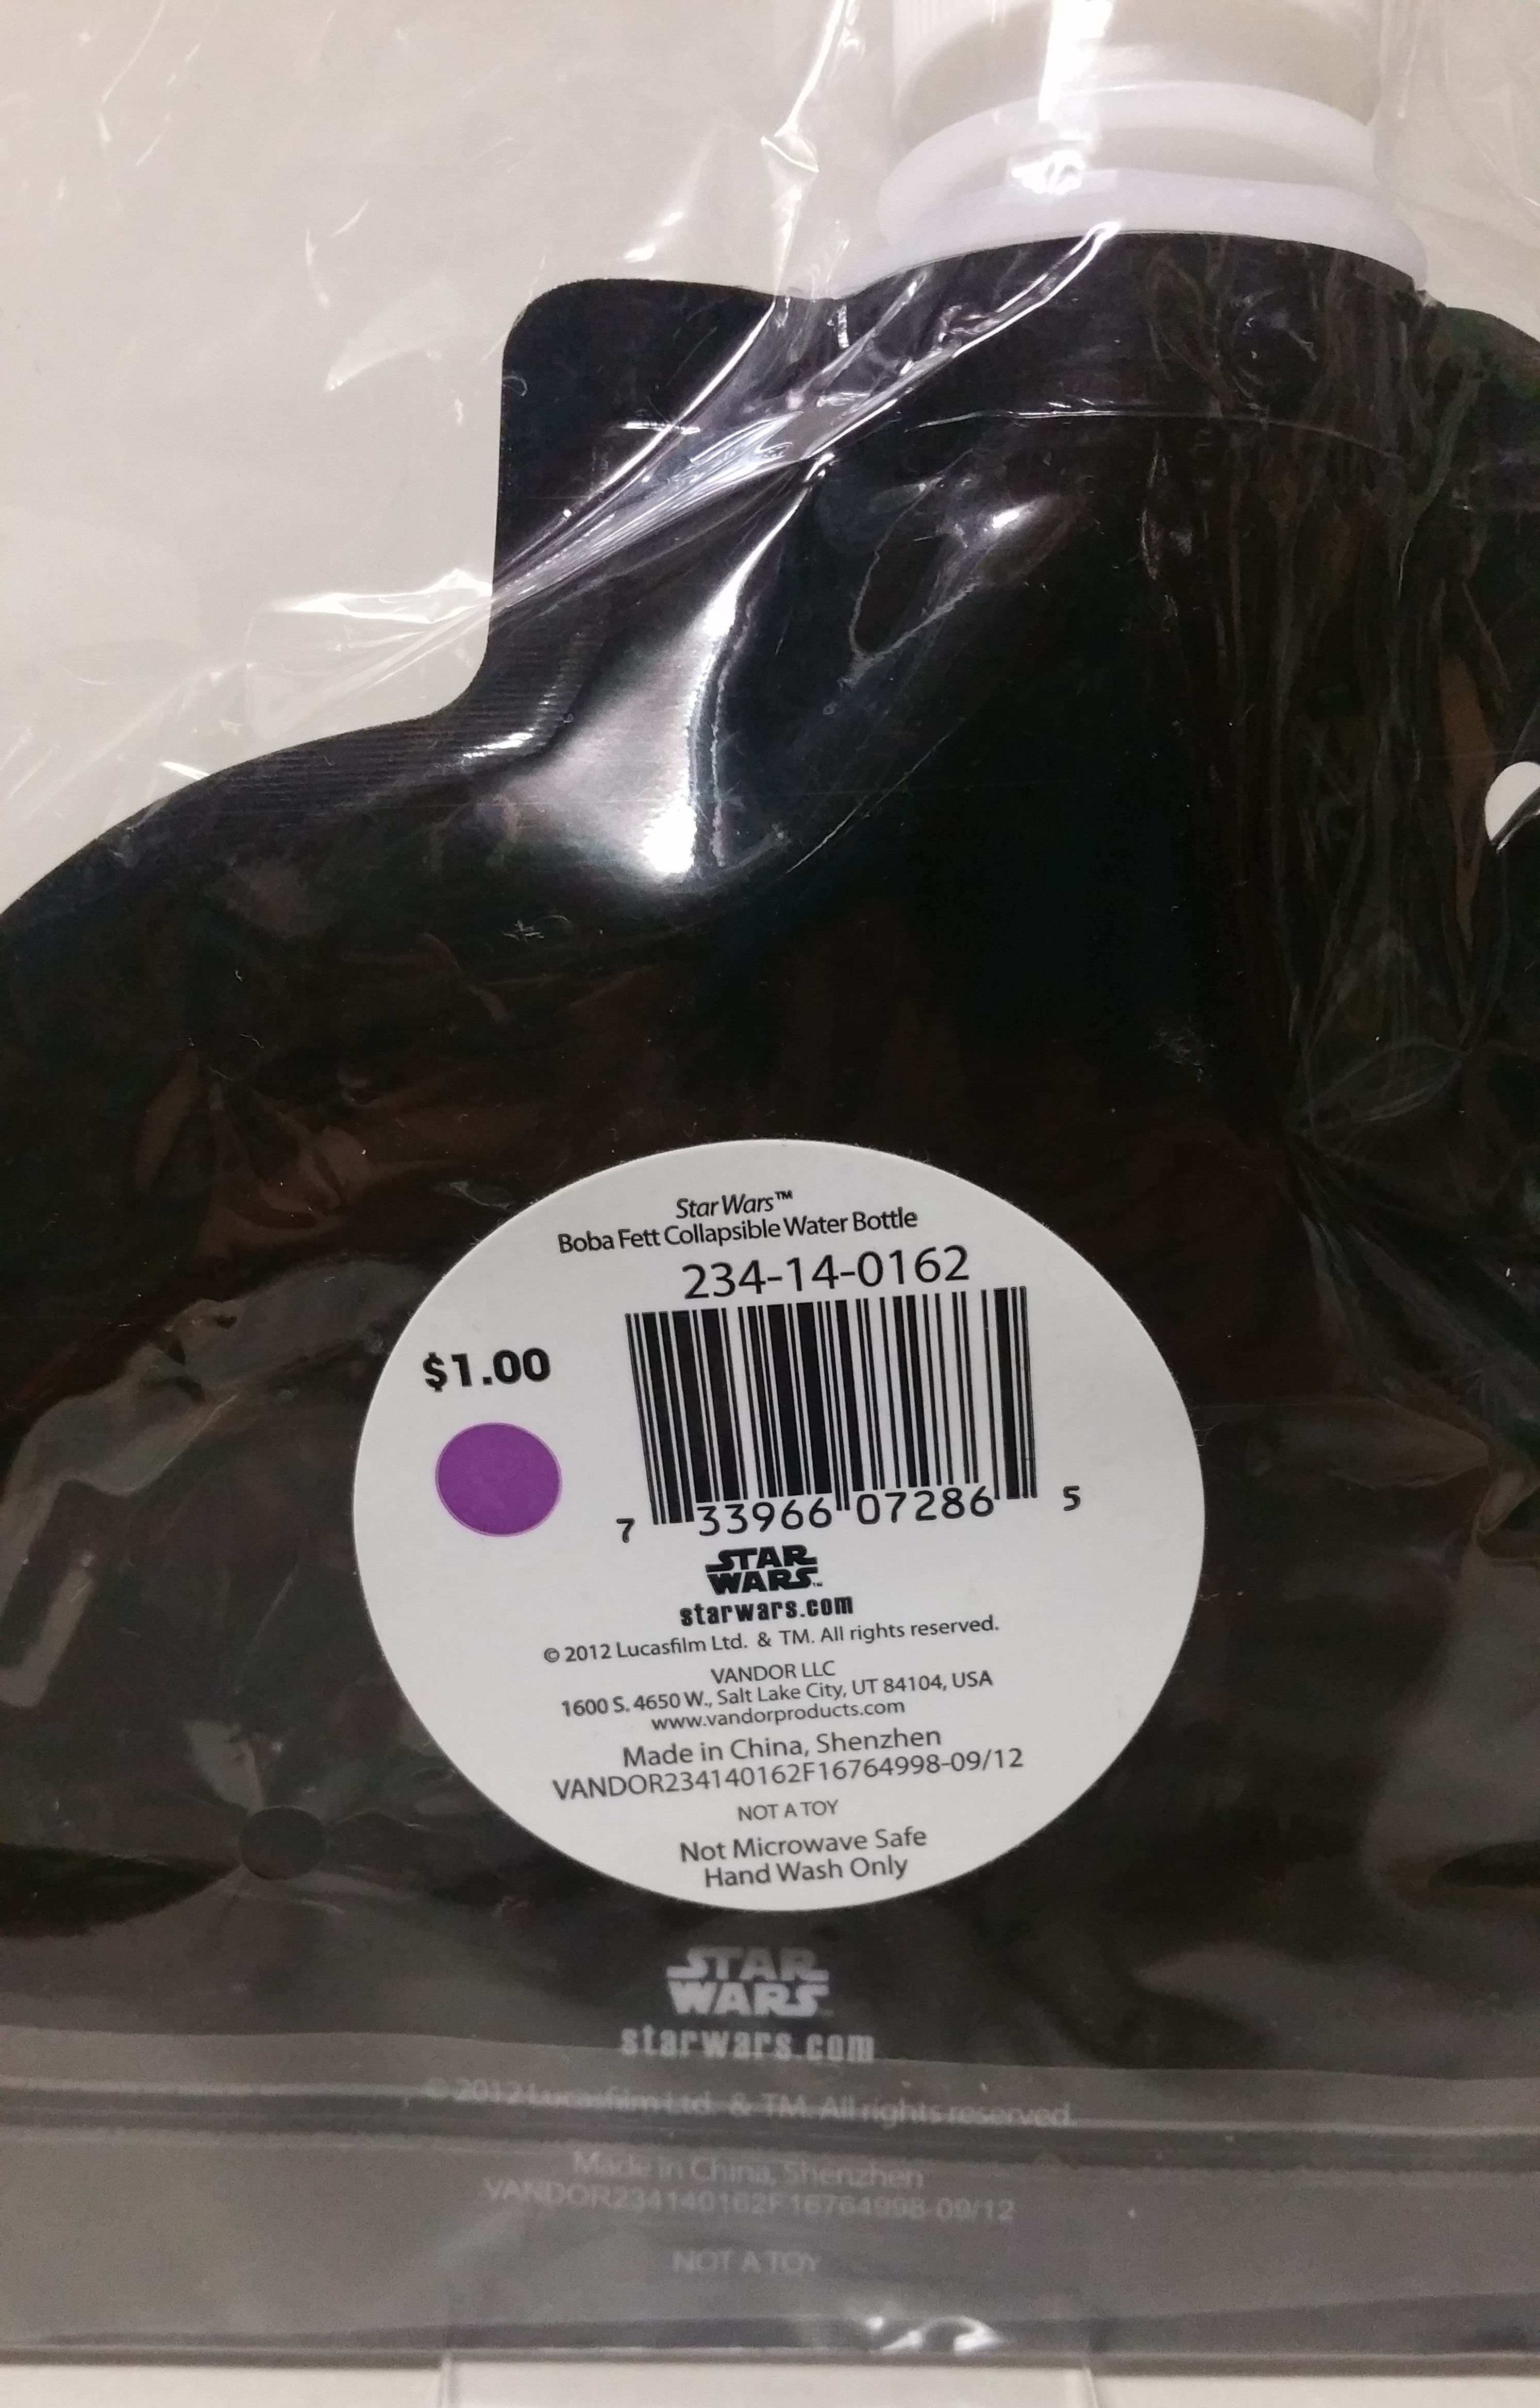 Star Wars™
Boba Fett Collapsible Water Bottle
234-14-0162
$1.00
7 33966 07286 5
STAR
WARS™
starwars.com
© 2012 Lucasfilm Ltd. & TM. All rights reserved.
VANDOR LLC
1600 S. 4650 W., Salt Lake City, UT 84104, USA
www.vandorproducts.com
Made in China, Shenzhen
VANDOR234140162F16764998-09/12
NOT A TOY
Not Microwave Safe
Hand Wash Only
STAR
WARS
starwars.com
© 2012 Lucasfilm Ltd. & TM. All rights reserved.
Made in China, Shenzhen
VANDOR234140162F16764998-09/12
NOT A TOY